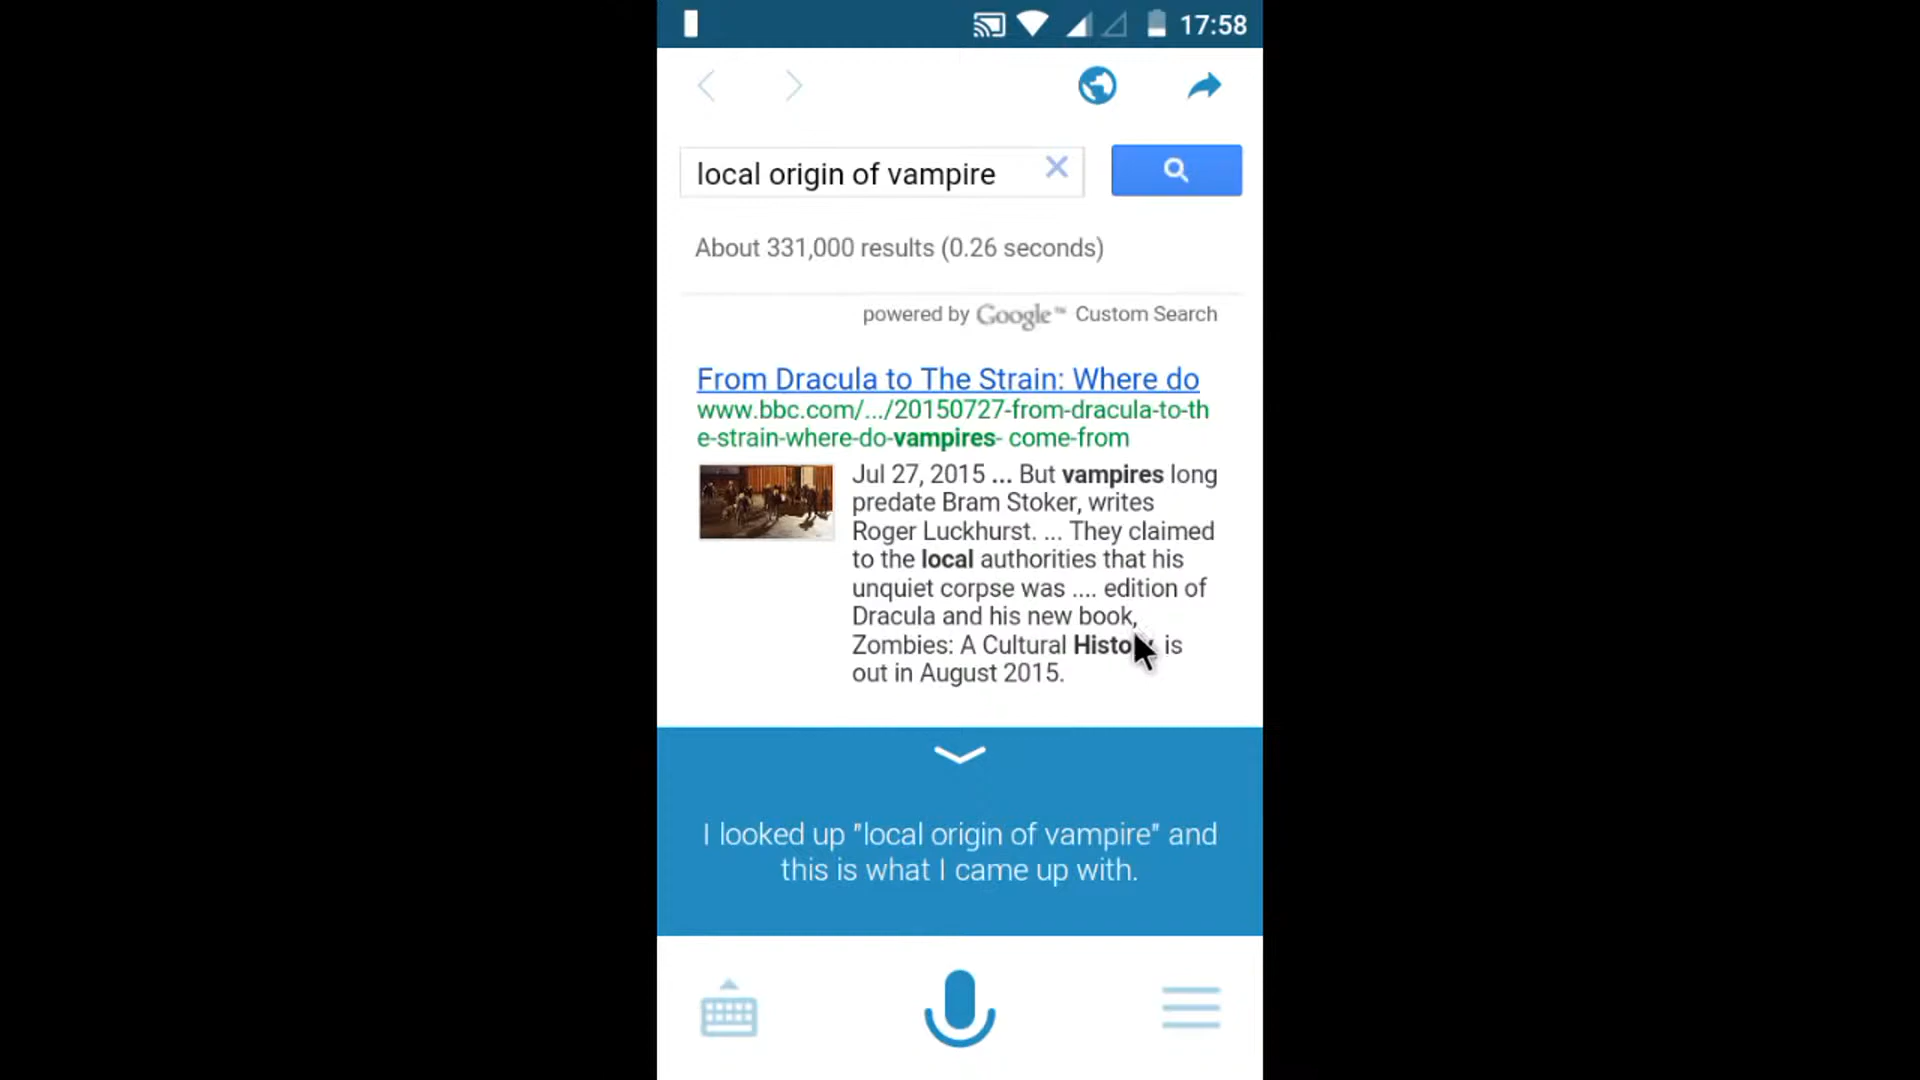 17:58
local origin of vampire
About 331,000 results (0.26 seconds)
powered by Google™ Custom Search
From Dracula to The Strain: Where do
www.bbc.com/.../20150727-from-dracula-to-th
e-strain-where-do-vampires- come-from
Jul 27, 2015 ... But vampires long
predate Bram Stoker, writes
Roger Luckhurst. ... They claimed
to the local authorities that his
unquiet corpse was .... edition of
Dracula and his new book,
Zombies: A Cultural is
out in August 2015.
I looked up "local origin of vampire" and
this is what I came up with.